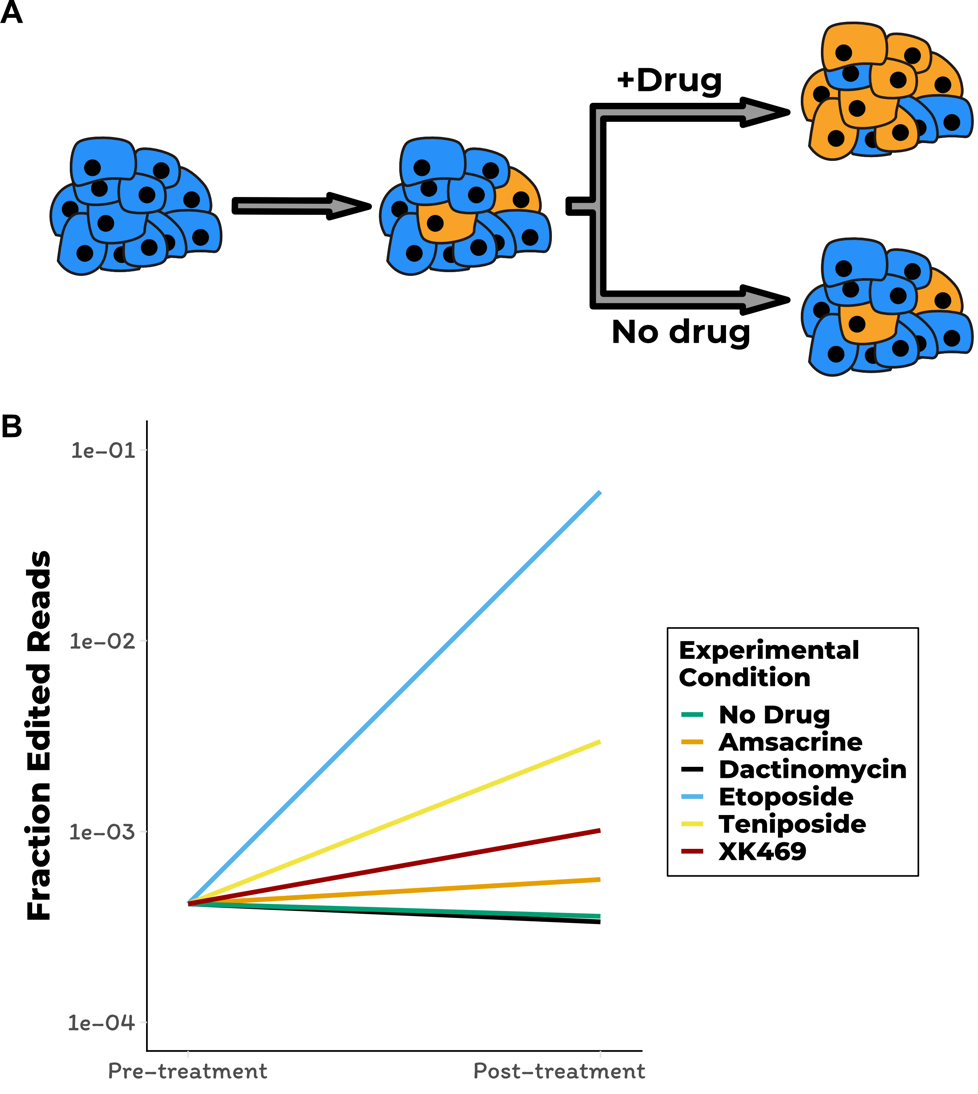 A
+Drug
No drug
B
Fraction Edited Reads
1e-01
1e-02
1e-03
1e-04
Pre-treatment
Post-treatment
Experimental
Condition
No Drug
Amsacrine
Dactinomycin
Etoposide
Teniposide
XK469